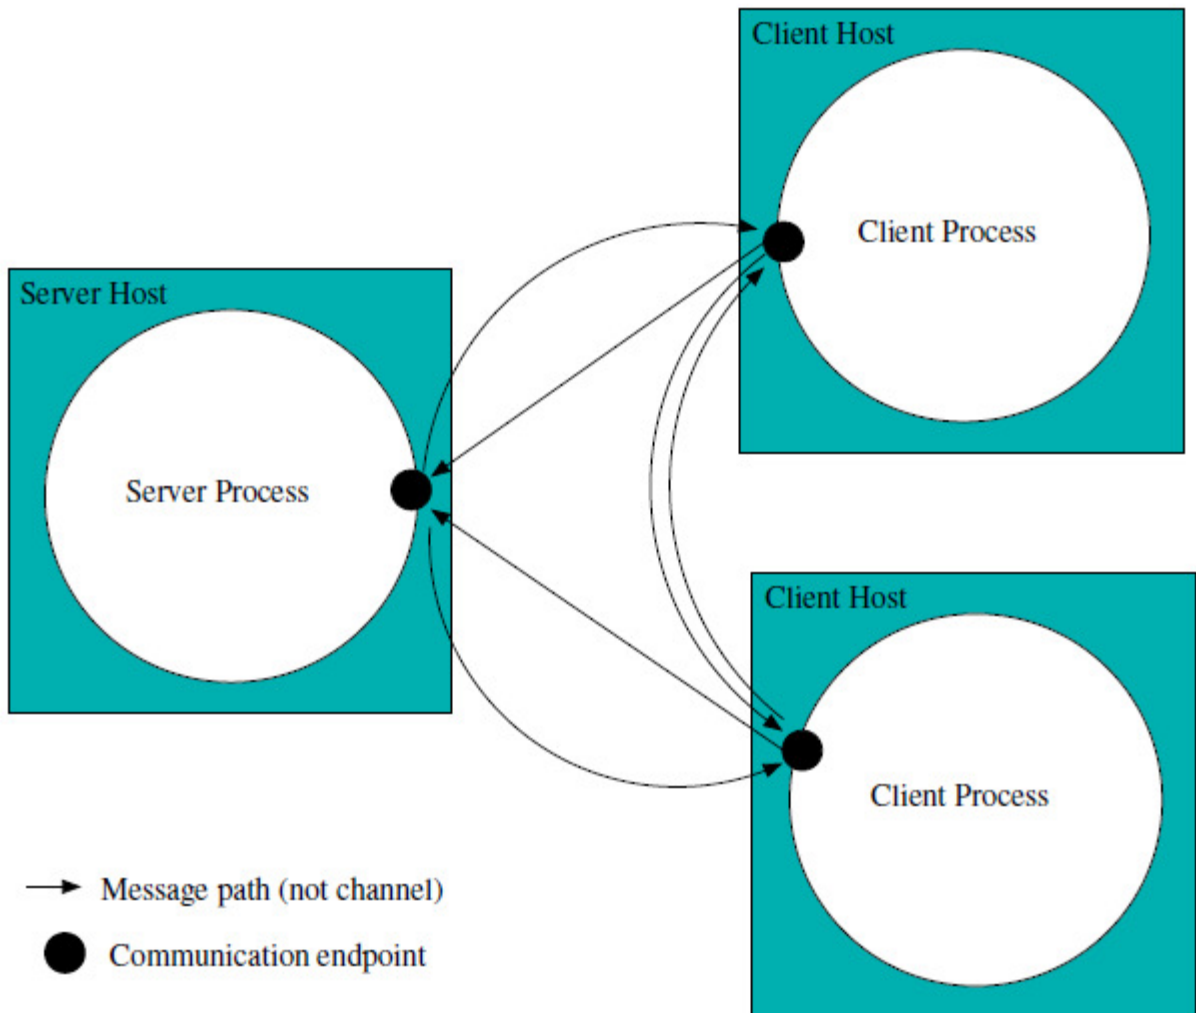 Client Host
Client Process
Server Host
Server Process
Client Host
Client Process
Message path (not channel)
Communication endpoint